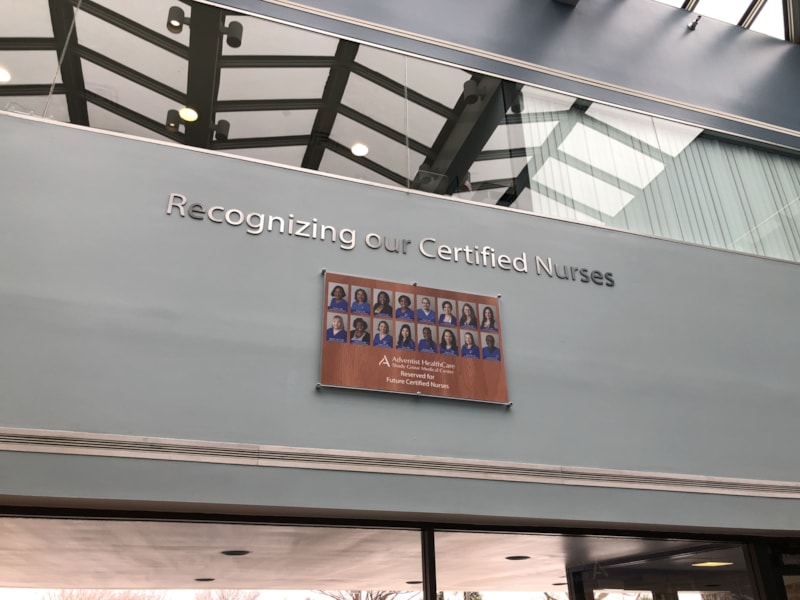 Recognizing our Certified Nurses
Adventist HealthCare
Shady Grove Medical Center
Reserved for
Future Certified Nurses